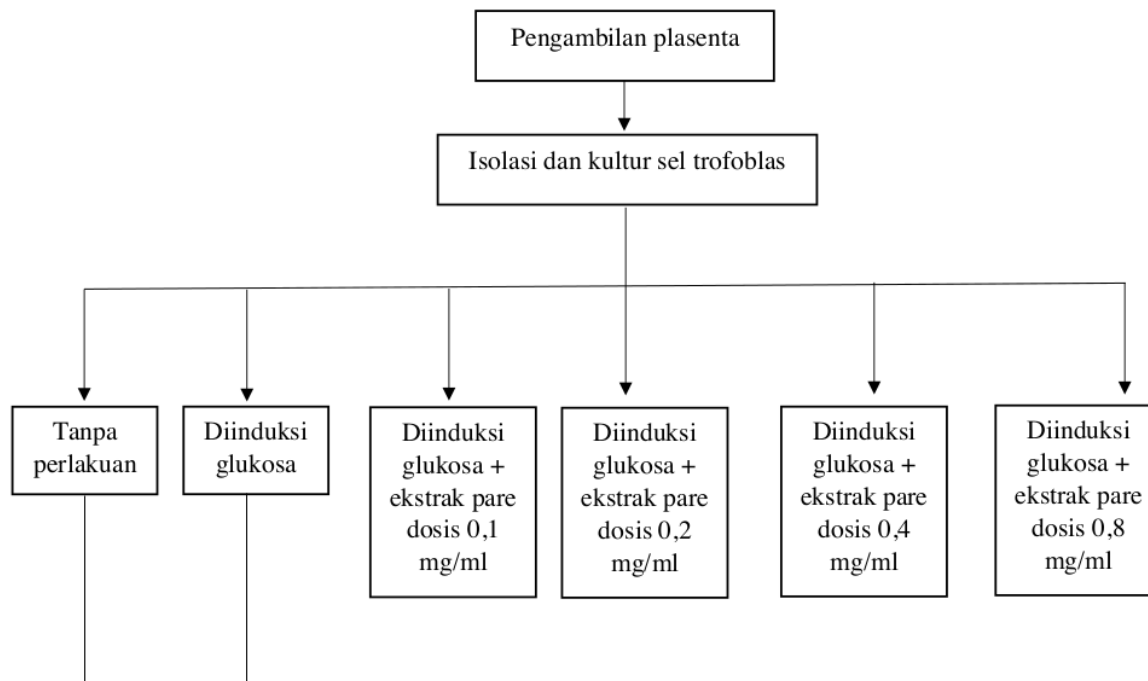 Pengambilan plasenta
Isolasi dan kultur sel trofoblas
Tanpa
perlakuan
Diinduksi
glukosa
Diinduksi
glukosa +
ekstrak pare
dosis 0,1
mg/ml
Diinduksi
glukosa +
ekstrak pare
dosis 0,2
mg/ml
Diinduksi
glukosa +
ekstrak pare
dosis 0,4
mg/ml
Diinduksi
glukosa +
ekstrak pare
dosis 0,8
mg/ml